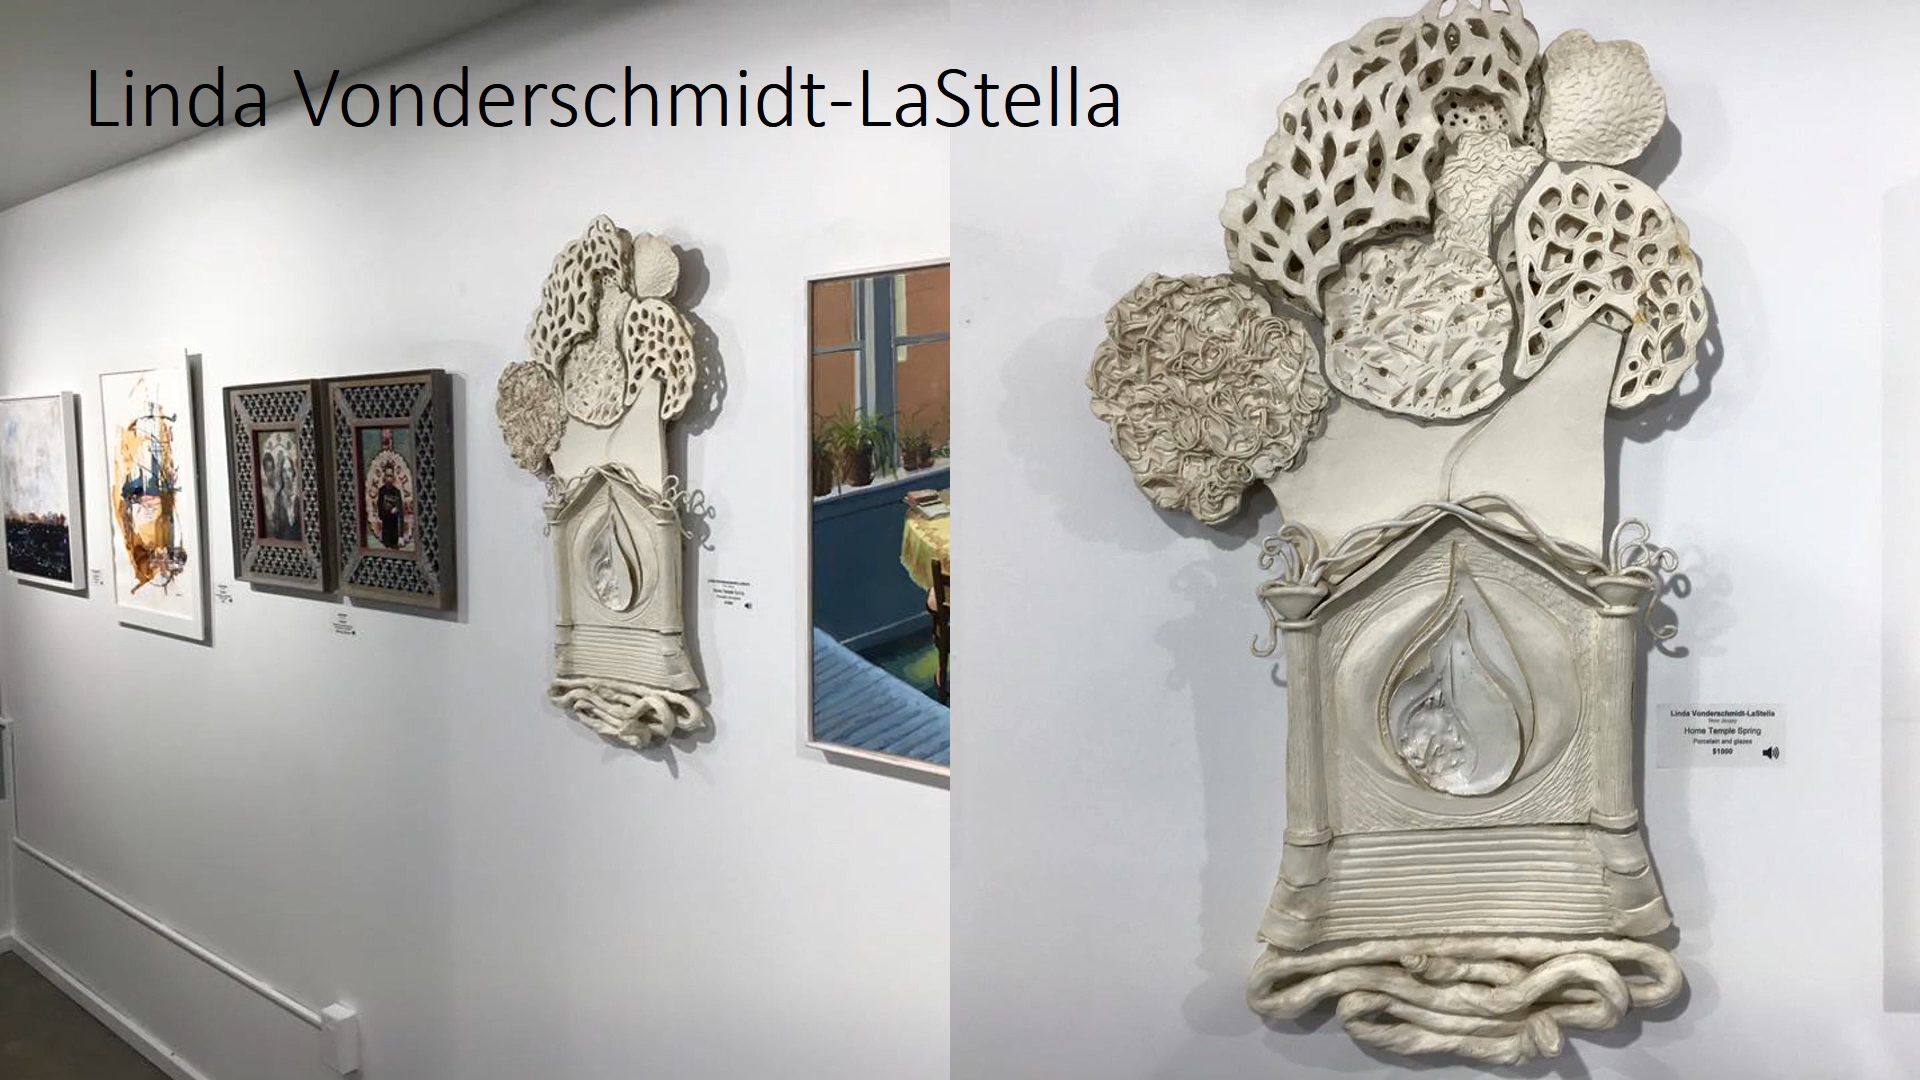 Linda Vonderschmidt-LaStella
Linda Vonderschmidt-LaStella
New Jersey
Home Temple Spring
Porcelain and glazes
$1000